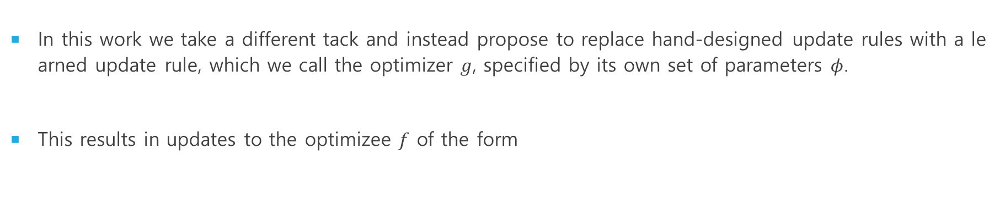 ▪ In this work we take a different tack and instead propose to replace hand-designed update rules with a le
arned update rule, which we call the optimizer g, specified by its own set of parameters ϕ.
▪ This results in updates to the optimizee f of the form